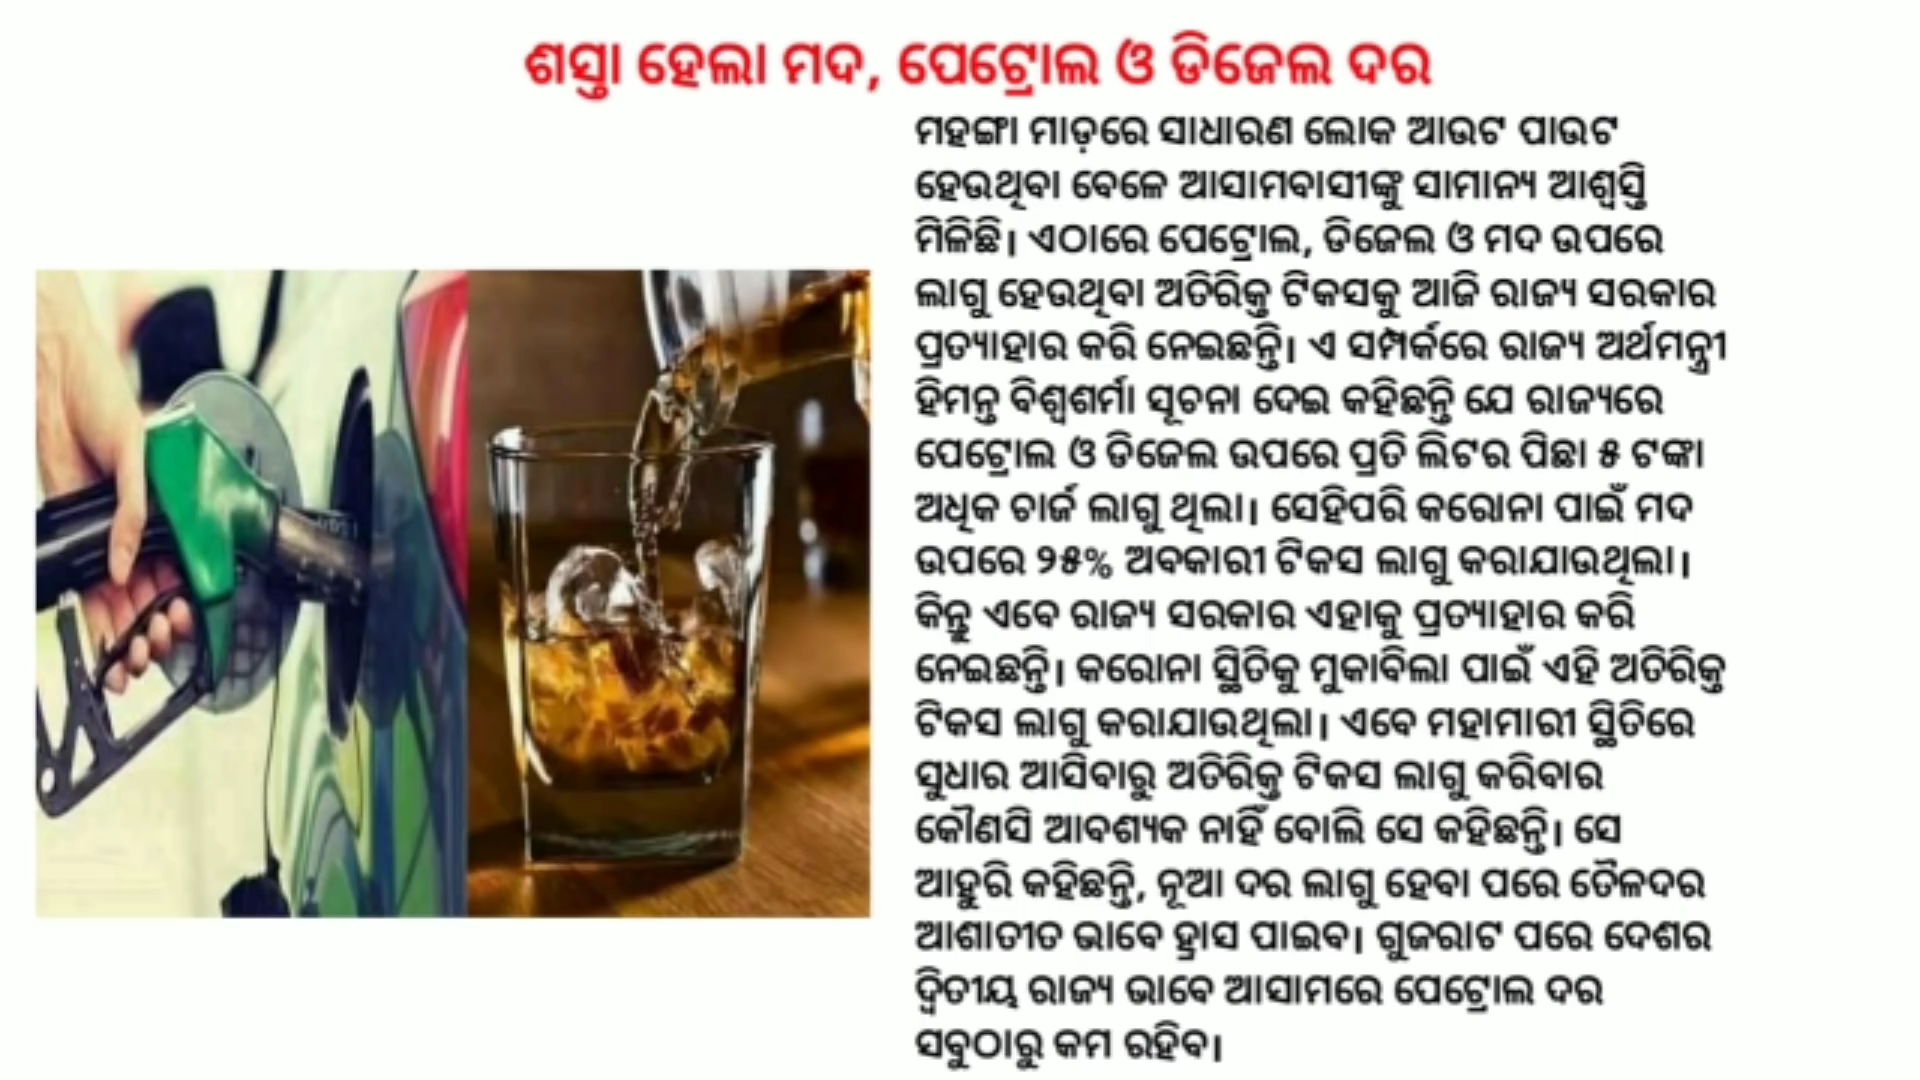 ଶସ୍ତା ହେଲା ମଦ, ପେଟ୍ରୋଲ ଓ ଡିଜେଲ ଦର
ମହଙ୍ଗା ମାଡ଼ରେ ସାଧାରଣ ଲୋକ ଆଉଟ ପାଉଟ
ହେଉଥିବା ବେଳେ ଆସାମବାସୀଙ୍କୁ ସାମାନ୍ୟ ଆଶ୍ୱସ୍ତି
ମିଳିଛି। ଏଠାରେ ପେଟ୍ରୋଲ, ଡିଜେଲ ଓ ମଦ ଉପରେ
ଲାଗୁ ହେଉଥିବା ଅତିରିକ୍ତ ଟିକସକୁ ଆଜି ରାଜ୍ୟ ସରକାର
ପ୍ରତ୍ୟାହାର କରି ନେଇଛନ୍ତି। ଏ ସମ୍ପର୍କରେ ରାଜ୍ୟ ଅର୍ଥମନ୍ତ୍ରୀ
ହିମନ୍ତ ବିଶ୍ୱଶର୍ମା ସୂଚନା ଦେଇ କହିଛନ୍ତି ଯେ ରାଜ୍ୟରେ
ପେଟ୍ରୋଲ ଓ ଡିଜେଲ ଉପରେ ପ୍ରତି ଲିଟର ପିଛା ୫ ଟଙ୍କା
ଅଧିକ ଚାର୍ଜ ଲାଗୁ ଥିଲା। ସେହିପରି କରୋନା ପାଇଁ ମଦ
ଉପରେ ୨୫% ଅବକାରୀ ଟିକସ ଲାଗୁ କରାଯାଉଥିଲା।
କିନ୍ତୁ ଏବେ ରାଜ୍ୟ ସରକାର ଏହାକୁ ପ୍ରତ୍ୟାହାର କରି
ନେଇଛନ୍ତି। କରୋନା ସ୍ଥିତିକୁ ମୁକାବିଲା ପାଇଁ ଏହି ଅତିରିକ୍ତ
ଟିକସ ଲାଗୁ କରାଯାଉଥିଲା। ଏବେ ମହାମାରୀ ସ୍ଥିତିରେ
ସୁଧାର ଆସିବାରୁ ଅତିରିକ୍ତ ଟିକସ ଲାଗୁ କରିବାର
କୌଣସି ଆବଶ୍ୟକ ନାହିଁ ବୋଲି ସେ କହିଛନ୍ତି। ସେ
ଆହୁରି କହିଛନ୍ତି, ନୂଆ ଦର ଲାଗୁ ହେବା ପରେ ତୈଳଦର
ଆଶାତୀତ ଭାବେ ହ୍ରାସ ପାଇବ। ଗୁଜରାଟ ପରେ ଦେଶର
ଦ୍ୱିତୀୟ ରାଜ୍ୟ ଭାବେ ଆସାମରେ ପେଟ୍ରୋଲ ଦର
ସବୁଠାରୁ କମ ରହିବ।